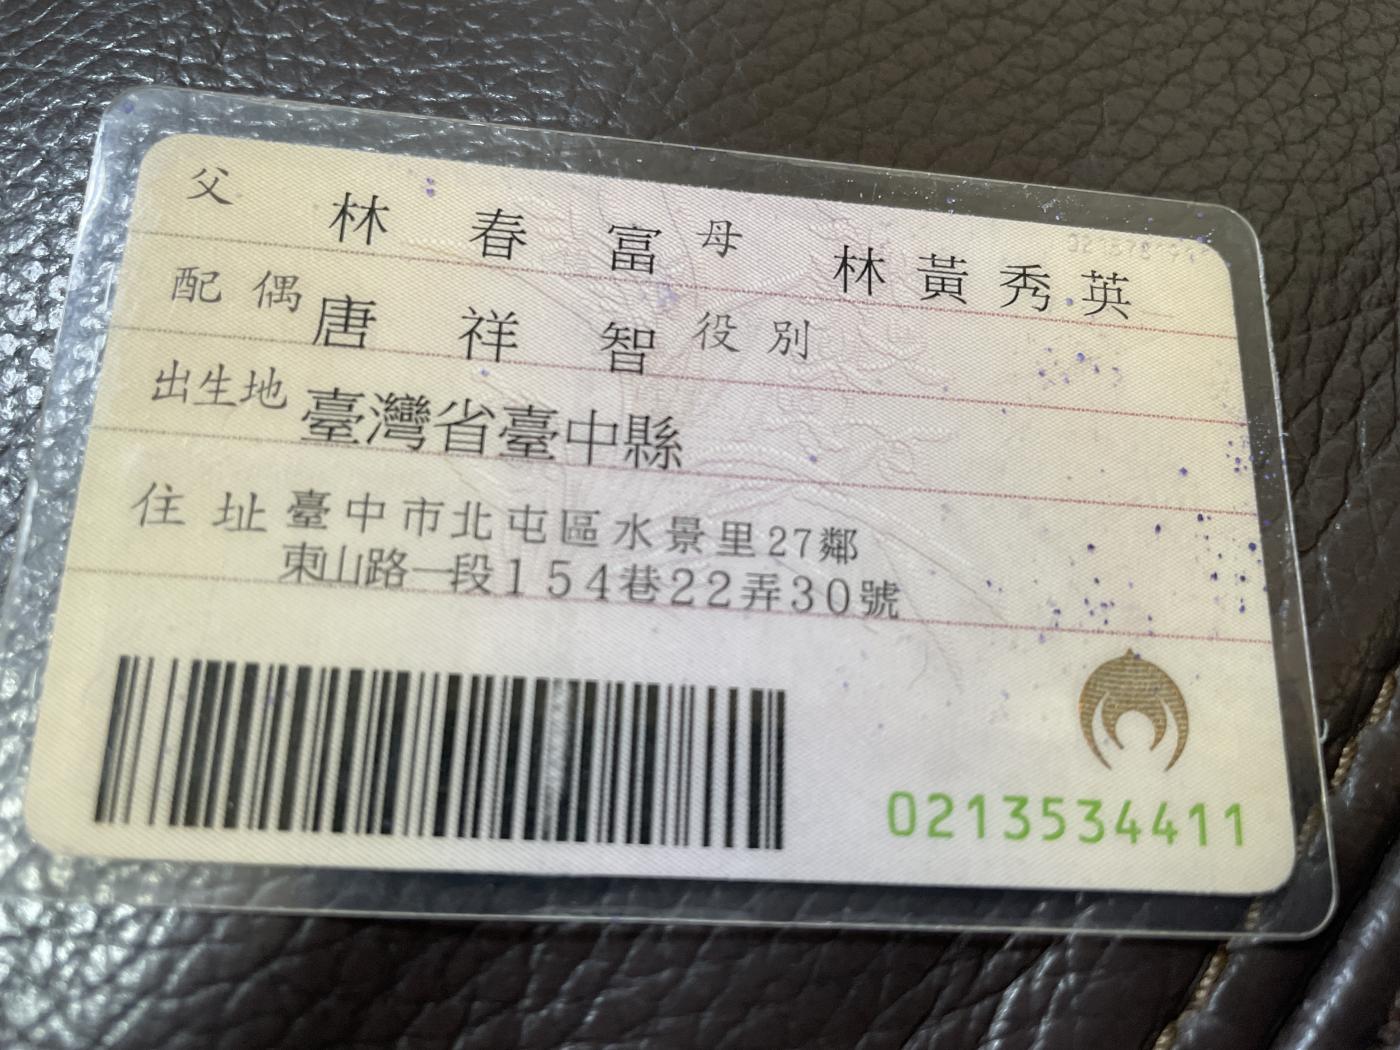 父 林春富 母 林黃秀英
配偶 唐祥智 役別
出生地 臺灣省臺中縣
住址 臺中市北屯區水景里27鄰
東山路一段154巷22弄30號
0213534411